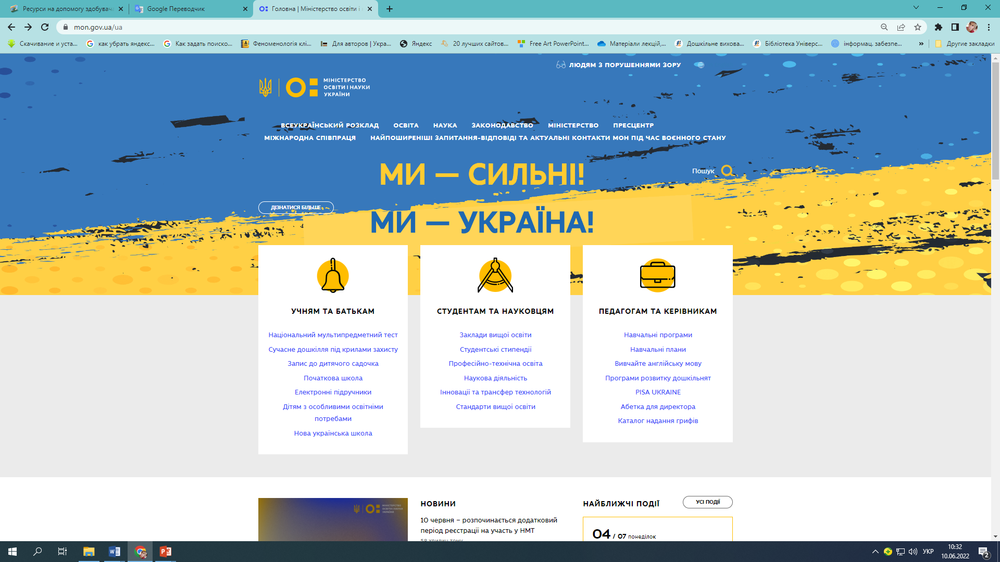 Ресурси на допомогу здобувача
Google Переводчик
Головна | Міністерство освіти і
mon.gov.ua/ua
Скачивание и уста...
как убрать яндекс...
Как задать поиско...
Феноменологія клі...
Для авторов | Укра...
Яндекс
20 лучших сайтов...
Free Art PowerPoint...
Матеріали лекцій,...
Дошкільне вихова...
Бібліотека Універс...
інформац. забезпе...
»
Другие закладки
ЛЮДЯМ З ПОРУШЕННЯМИ ЗОРУ
МІНІСТЕРСТВО
ОСВІТИ І НАУКИ
УКРАЇНИ
ВСЕУКРАЇНСЬКИЙ РОЗКЛАД ОСВІТА НАУКА ЗАКОНОДАВСТВО МІНІСТЕРСТВО ПРЕСЦЕНТР
МІЖНАРОДНА СПІВПРАЦЯ НАЙПОШИРЕНІШІ ЗАПИТАННЯ-ВІДПОВІДІ ТА АКТУАЛЬНІ КОНТАКТИ МОН ПІД ЧАС ВОЄННОГО СТАНУ
МИ — СИЛЬНІ!
Пошук
ДІЗНАТИСЯ БІЛЬШЕ
МИ — УКРАЇНА!
УЧНЯМ ТА БАТЬКАМ
Національний мультипредметний тест
Сучасне дошкілля під крилами захисту
Запис до дитячого садочка
Початкова школа
Електронні підручники
Дітям з особливими освітніми
потребами
Нова українська школа
СТУДЕНТАМ ТА НАУКОВЦЯМ
Заклади вищої освіти
Студентські стипендії
Професійно-технічна освіта
Наукова діяльність
Інновації та трансфер технологій
Стандарти вищої освіти
ПЕДАГОГАМ ТА КЕРІВНИКАМ
Навчальні програми
Навчальні плани
Вивчайте англійську мову
Програми розвитку дошкільнят
PISA UKRAINE
Абетка для директора
Каталог надання грифів
МІНІСТЕРСТВО
ОСВІТИ І НАУКИ
УКРАЇНИ
НОВИНИ
10 червня – розпочинається додатковий
період реєстрації на участь у НМТ
58 хвилин тому
НАЙБЛИЖЧІ ПОДІЇ
УСІ ПОДІЇ
04 / 07 понеділок
УКР
10:32
10.06.2022
2